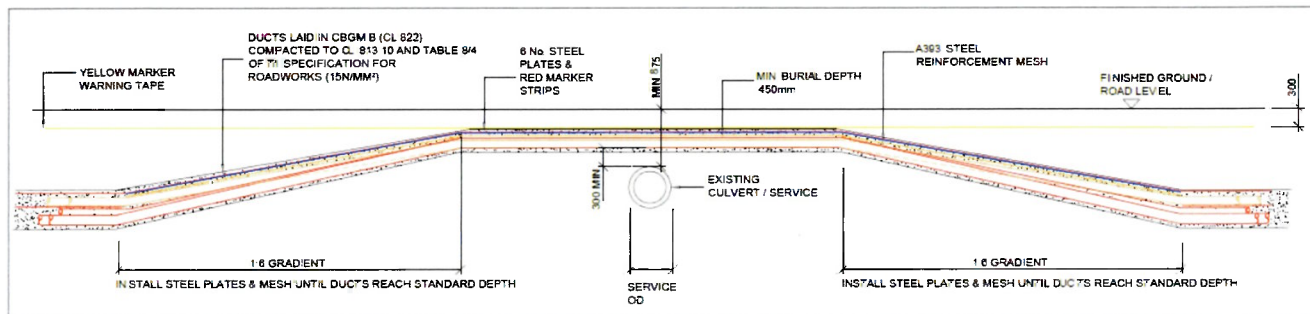 DUCTS LAID IN CBGM B (CL 822)
COMPACTED TO CL 813 10 AND TABLE 8/4
OF TII SPECIFICATION FOR
ROADWORKS (15N/MM²)
YELLOW MARKER
WARNING TAPE
6 No. STEEL
PLATES &
RED MARKER
STRIPS
MIN 675
MIN BURIAL DEPTH
450mm
A393 STEEL
REINFORCEMENT MESH
FINISHED GROUND /
ROAD LEVEL
300
300 MIN
EXISTING
CULVERT / SERVICE
1:6 GRADIENT
INSTALL STEEL PLATES & MESH UNTIL DUCTS REACH STANDARD DEPTH
SERVICE
OD
1:6 GRADIENT
INSTALL STEEL PLATES & MESH UNTIL DUCTS REACH STANDARD DEPTH